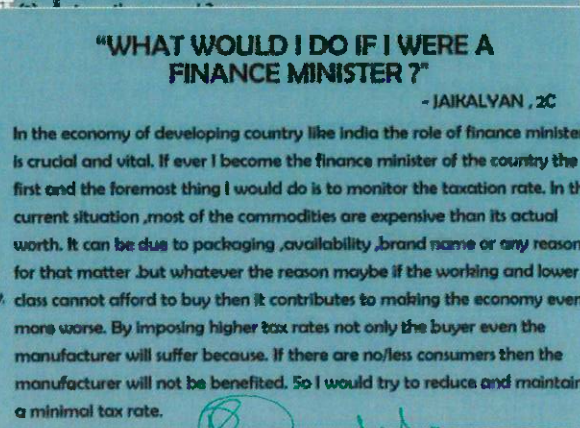 “WHAT WOULD I DO IF I WERE A
FINANCE MINISTER ?”
- JAIKALYAN , 2C
In the economy of developing country like india the role of finance minister
is crucial and vital. If ever I become the finance minister of the country the
first and the foremost thing I would do is to monitor the taxation rate. In th
current situation ,most of the commodities are expensive than its actual
worth. It can be due to packaging ,availability ,brand name or any reason
for that matter .but whatever the reason maybe if the working and lower
class cannot afford to buy then it contributes to making the economy even
more worse. By imposing higher tax rates not only the buyer even the
manufacturer will suffer because. If there are no/less consumers then the
manufacturer will not be benefited. So I would try to reduce and maintain
a minimal tax rate.